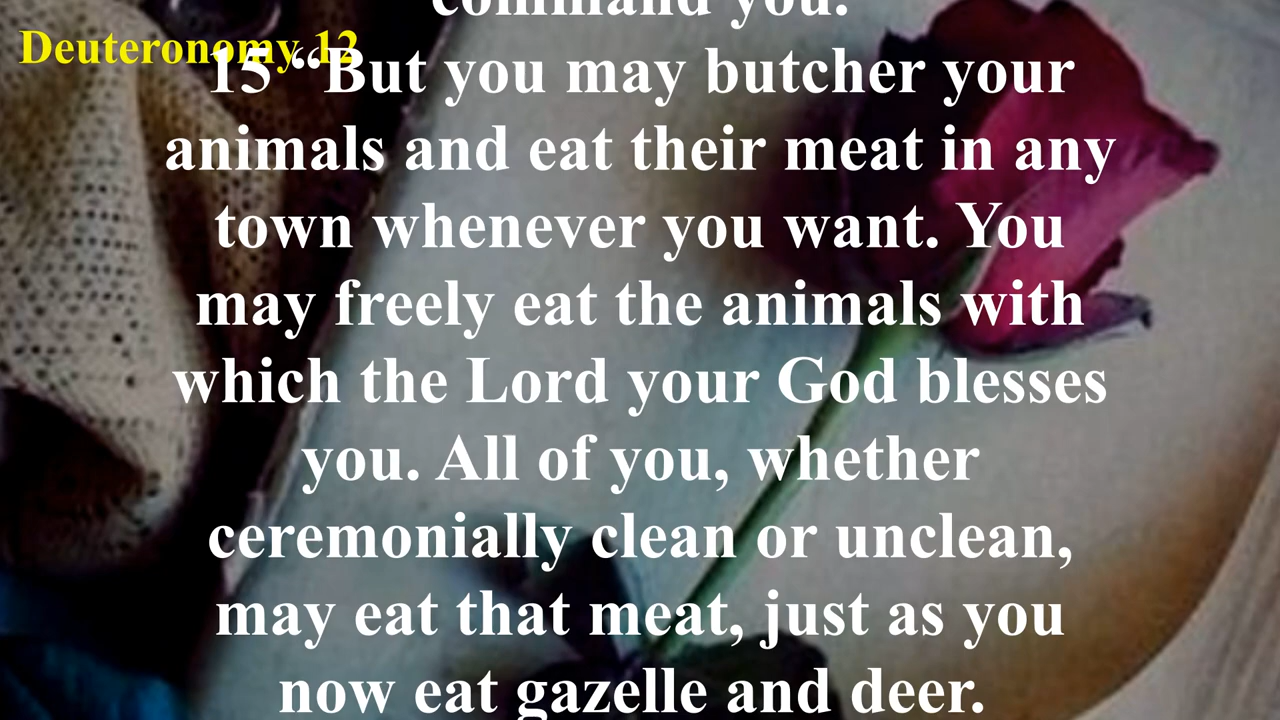 command you.
Deuteronomy 12
15 “But you may butcher your
animals and eat their meat in any
town whenever you want. You
may freely eat the animals with
which the Lord your God blesses
you. All of you, whether
ceremonially clean or unclean,
may eat that meat, just as you
now eat gazelle and deer.